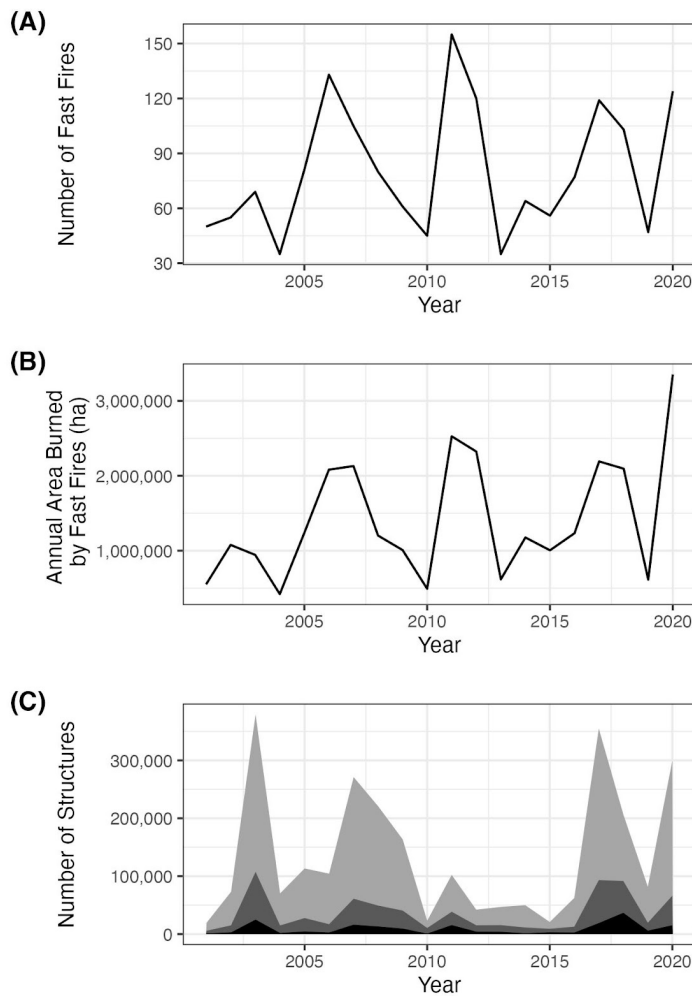 (A)
Number of Fast Fires
150
120
90
60
30
2005 2010 2015 2020
Year
(B)
Annual Area Burned
by Fast Fires (ha)
3,000,000
2,000,000
1,000,000
2005 2010 2015 2020
Year
(C)
Number of Structures
300,000
200,000
100,000
0
2005 2010 2015 2020
Year